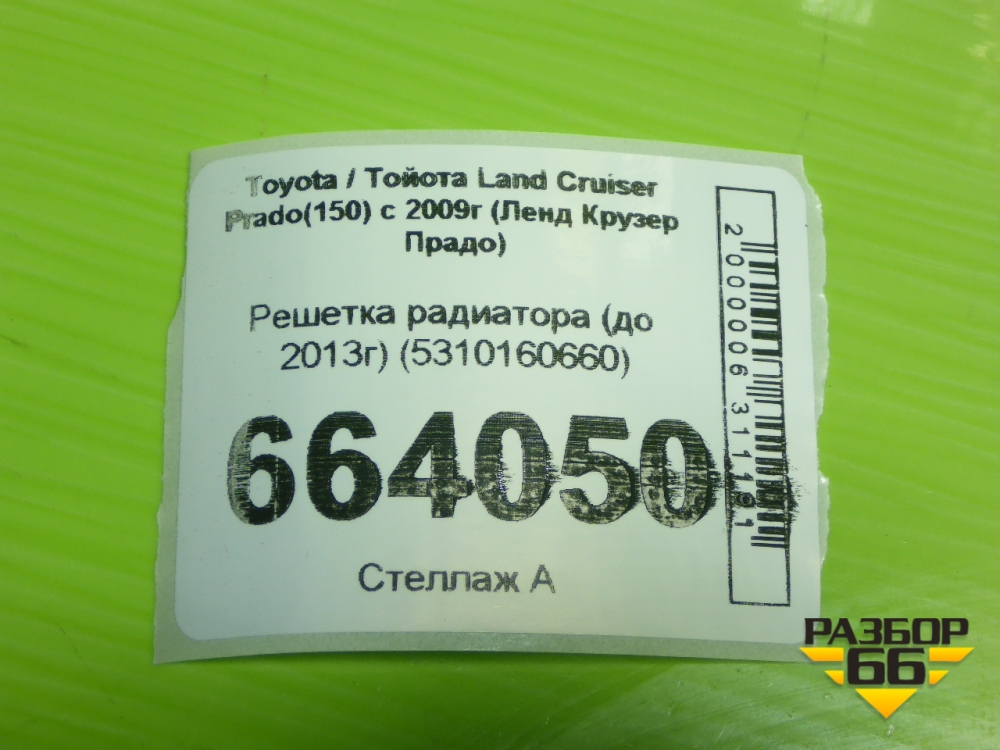 Toyota / Тойота Land Cruiser
Prado(150) с 2009г (Ленд Крузер
Прадо)
Решетка радиатора (до
2013г) (5310160660)
664050
Стеллаж А
2000006311191
РАЗБОР
66